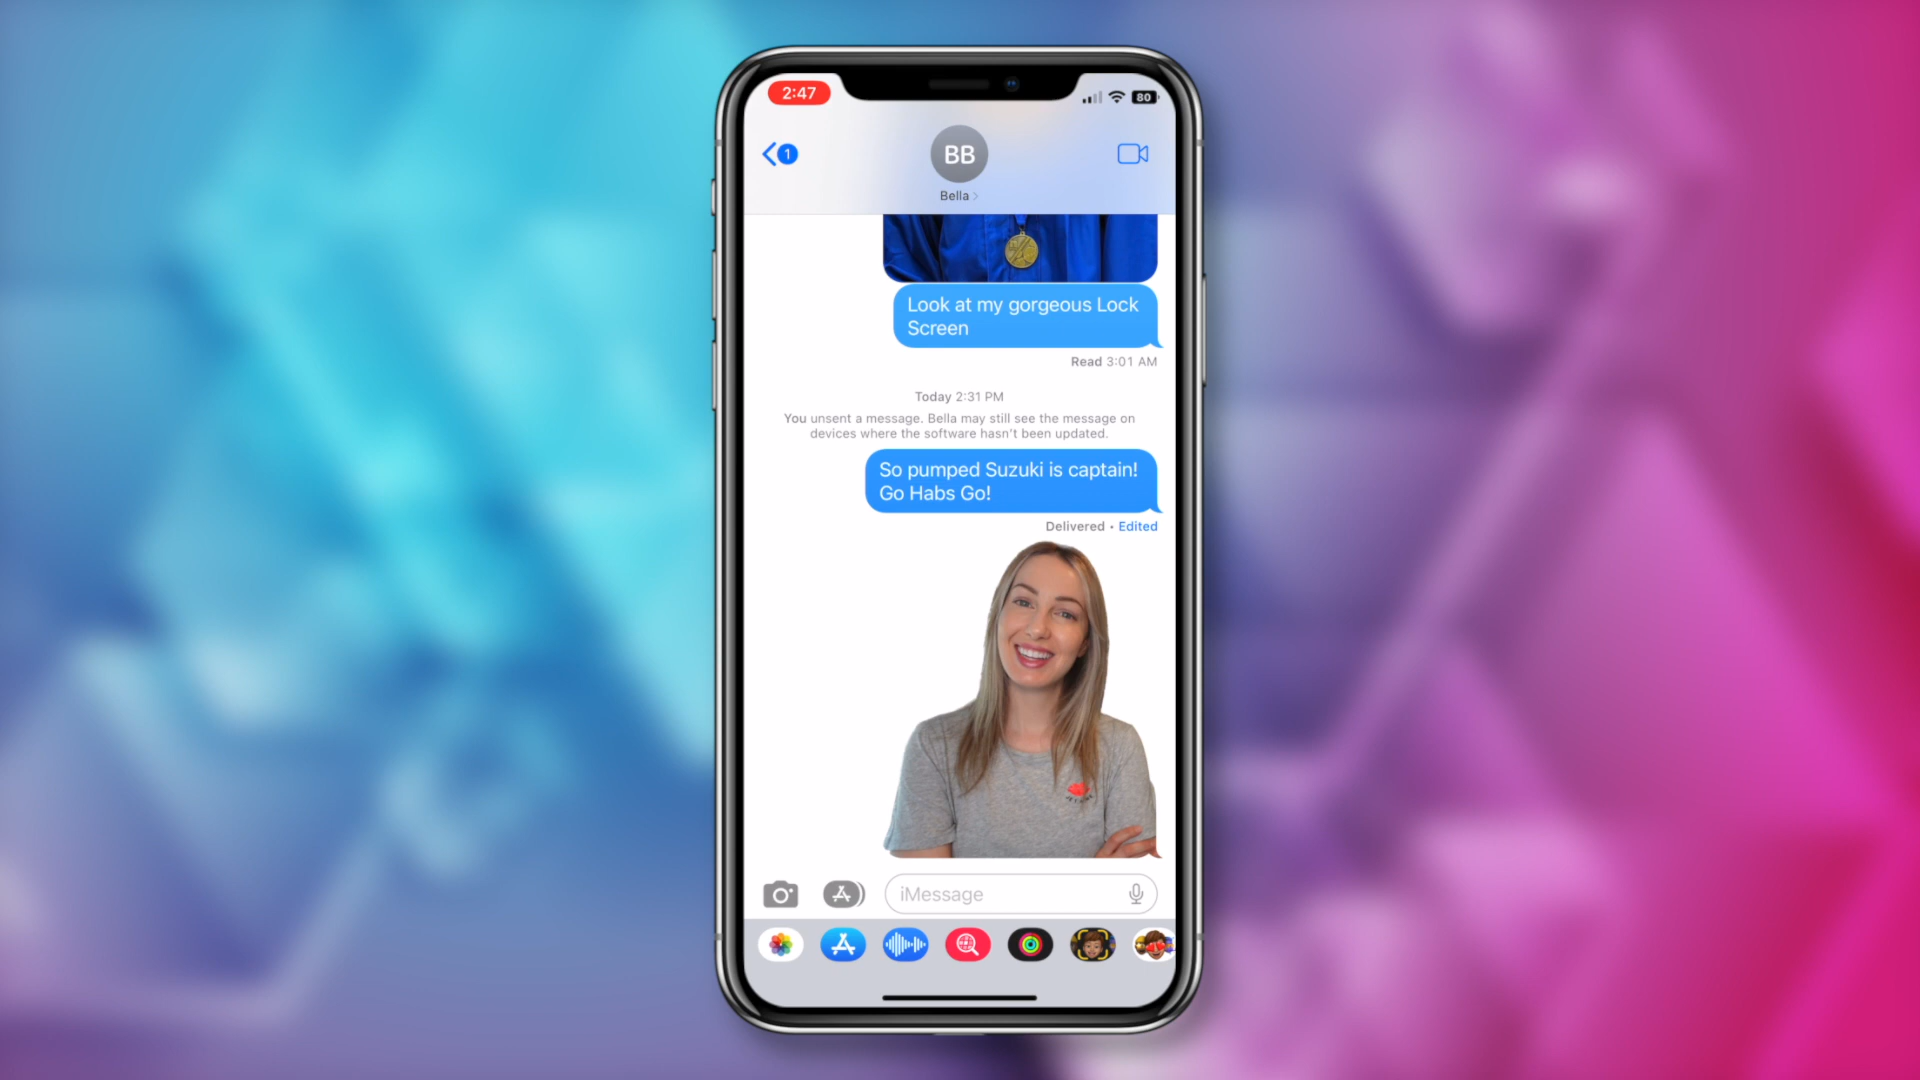 2:47
80
1
BB
Bella
Look at my gorgeous Lock
Screen
Read 3:01 AM
Today 2:31 PM
You unsent a message. Bella may still see the message on
devices where the software hasn't been updated.
So pumped Suzuki is captain!
Go Habs Go!
Delivered • Edited
iMessage